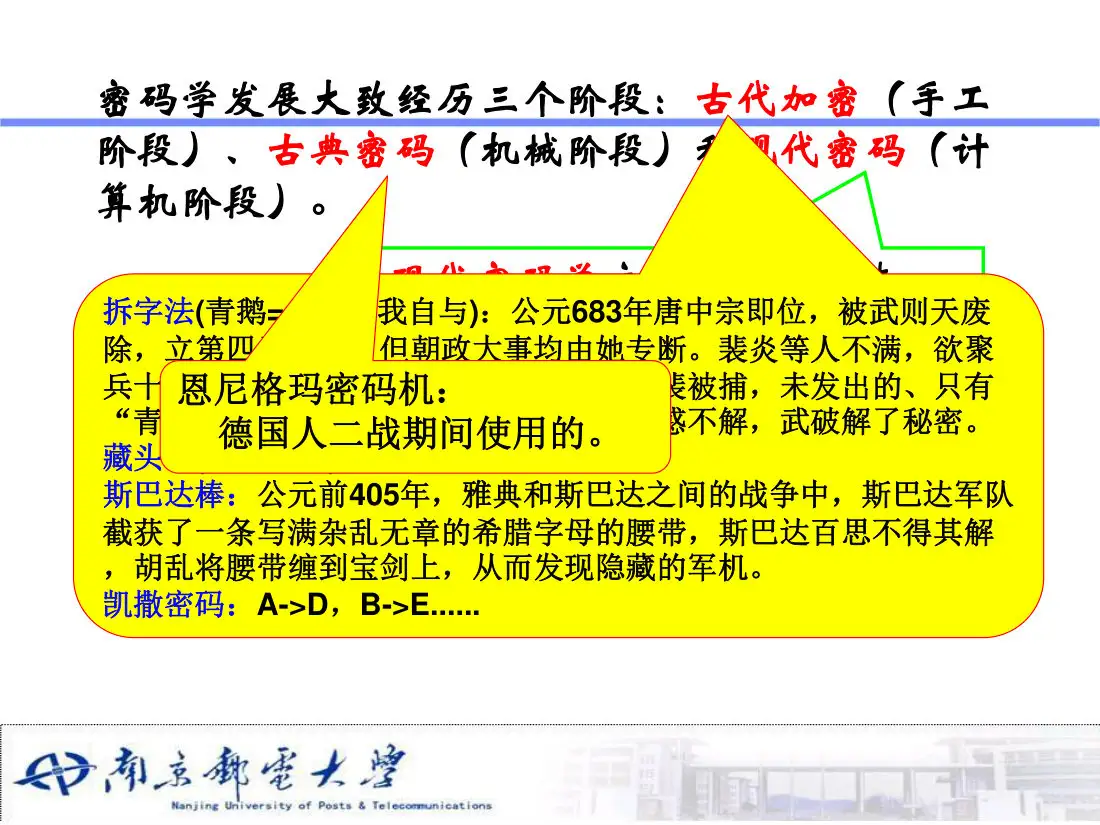 密码学发展大致经历三个阶段：古代加密（手工
阶段）、古典密码（机械阶段）和现代密码（计
算机阶段）。
现代密码学
拆字法(青鹅= 我自与)：公元683年唐中宗即位，被武则天废
除，立第四 但朝政大事均由她专断。裴炎等人不满，欲聚
兵十 裴被捕，未发出的、只有
“青 惑不解，武破解了秘密。
藏头
恩尼格玛密码机：
德国人二战期间使用的。
斯巴达棒：公元前405年，雅典和斯巴达之间的战争中，斯巴达军队
截获了一条写满杂乱无章的希腊字母的腰带，斯巴达百思不得其解
，胡乱将腰带缠到宝剑上，从而发现隐藏的军机。
凯撒密码：A->D，B->E......
南京邮电大学
Nanjing University of Posts & Telecommunications